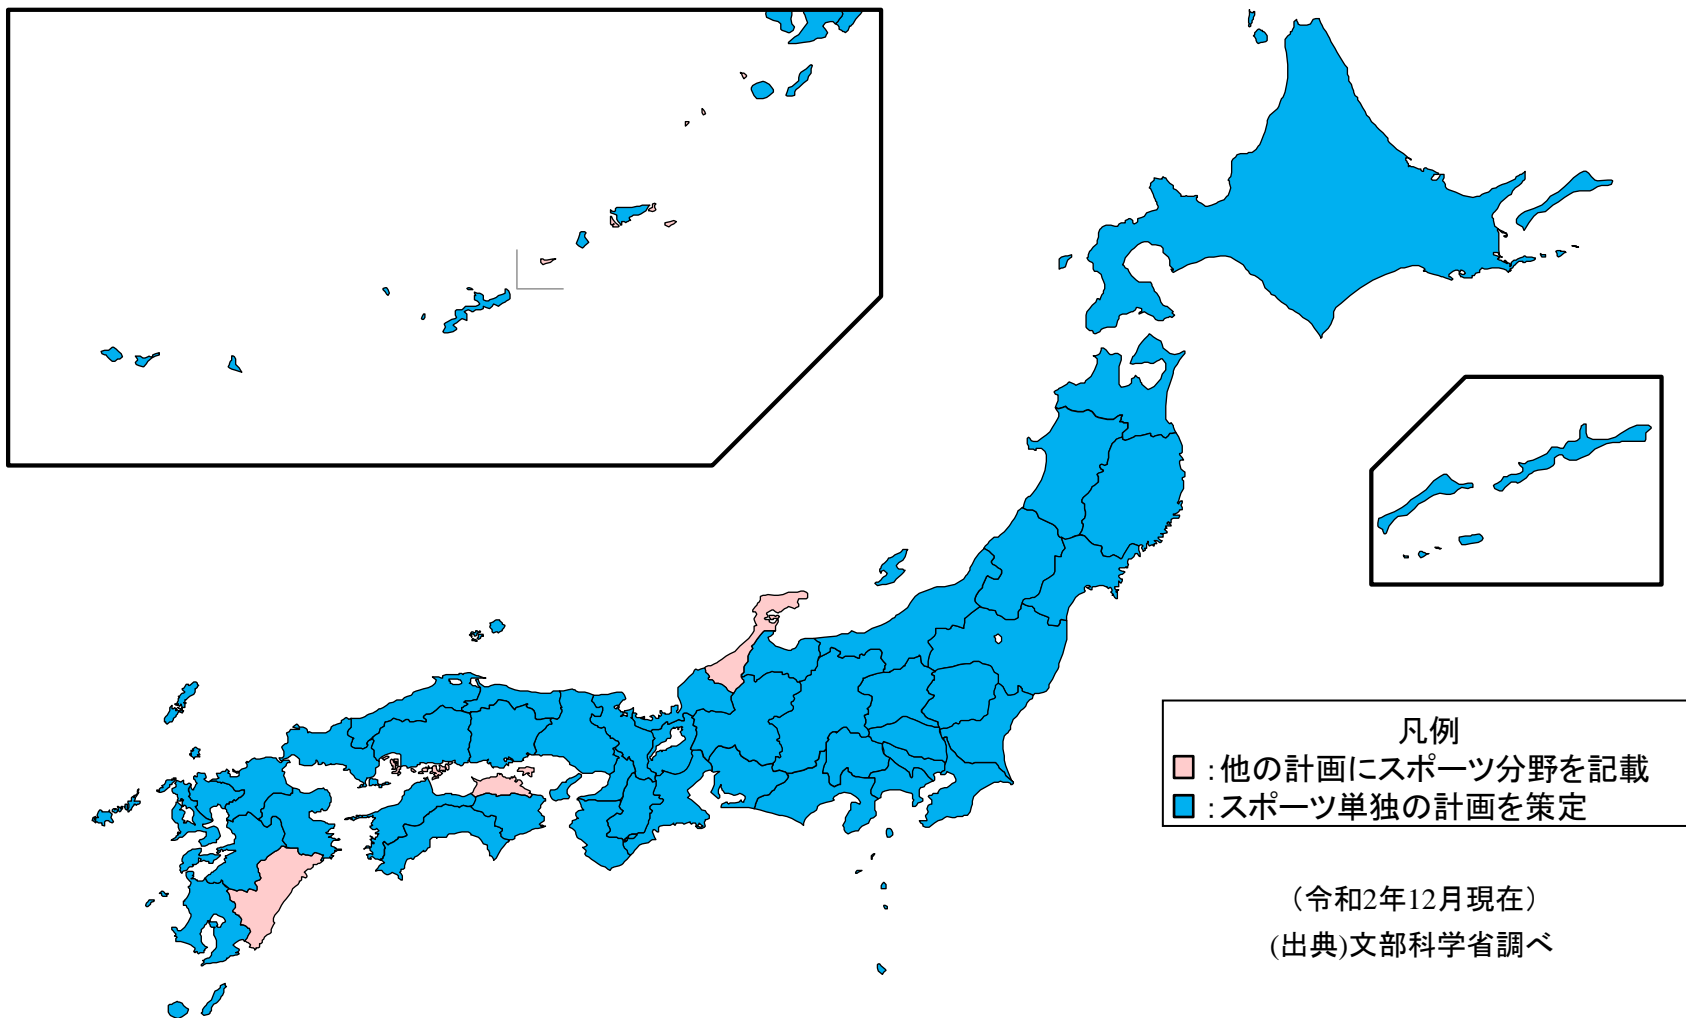 凡例
：他の計画にスポーツ分野を記載
：スポーツ単独の計画を策定
（令和2年12月現在）
(出典)文部科学省調べ